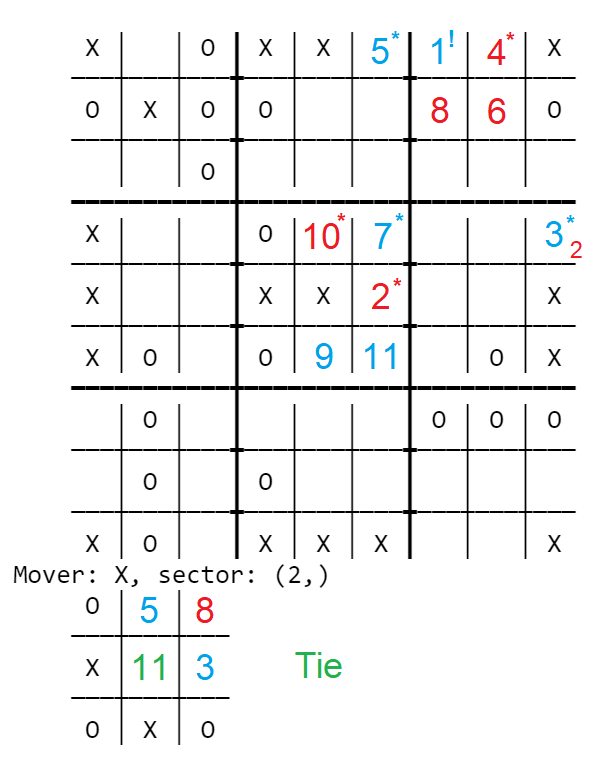 X O X X 5* 1! 4* X
O X O O 8 6 O
O
X O 10* 7* 3* 2
X X X 2* X
X O O 9 11 O X
O O O O
O O
X O X X X X
Mover: X, sector: (2,)
O 5 8
X 11 3 Tie
O X O